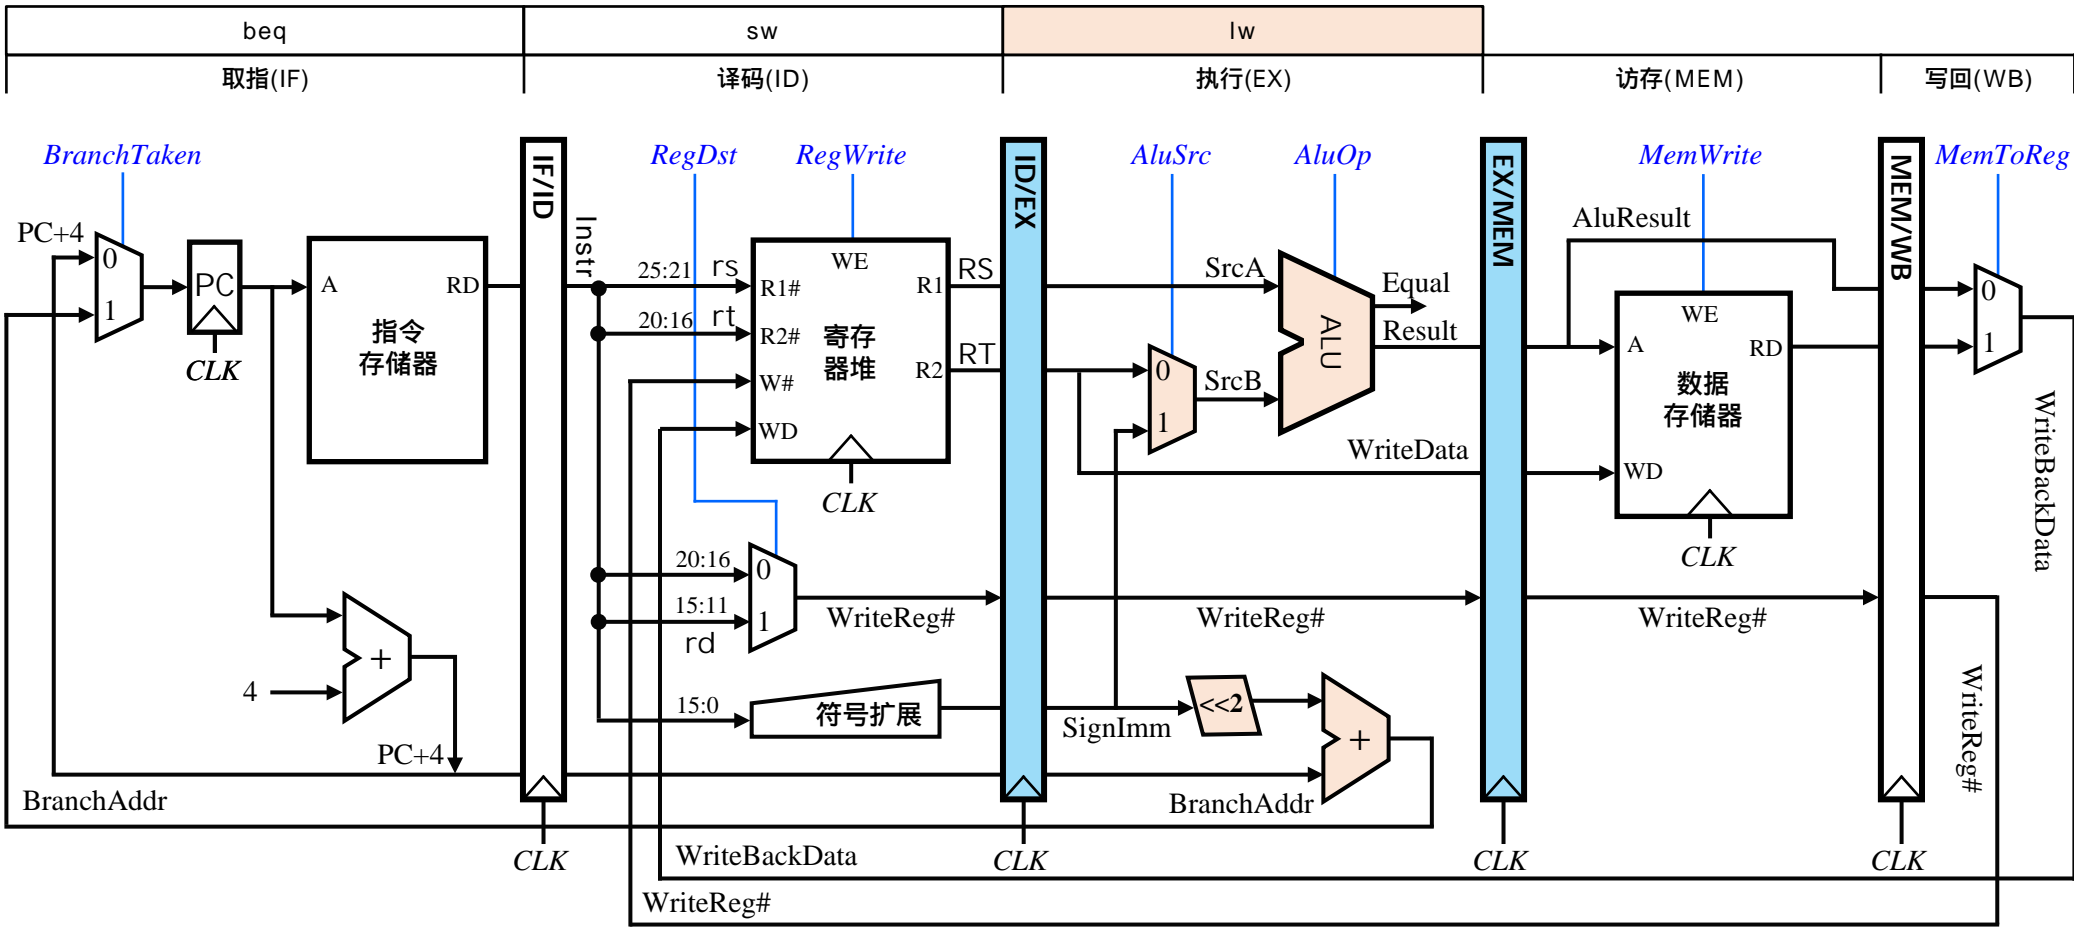 beq
sw
lw
取指(IF)
译码(ID)
执行(EX)
访存(MEM)
写回(WB)
BranchTaken
RegDst
RegWrite
AluSrc
AluOp
MemWrite
MemToReg
IF/ID
ID/EX
EX/MEM
MEM/WB
PC+4
0
1
PC
CLK
A
RD
指令
存储器
Instr
25:21
rs
20:16
rt
WE
R1#
R2#
W#
WD
R1
R2
寄存
器堆
CLK
RS
RT
SrcA
0
1
SrcB
ALU
Equal
Result
WriteData
AluResult
WE
A
RD
数据
存储器
WD
CLK
0
1
WriteBackData
20:16
0
15:11
1
rd
WriteReg#
WriteReg#
WriteReg#
WriteReg#
4
+
PC+4
15:0
符号扩展
SignImm
<<2
+
BranchAddr
BranchAddr
CLK
CLK
CLK
CLK
WriteBackData
WriteReg#